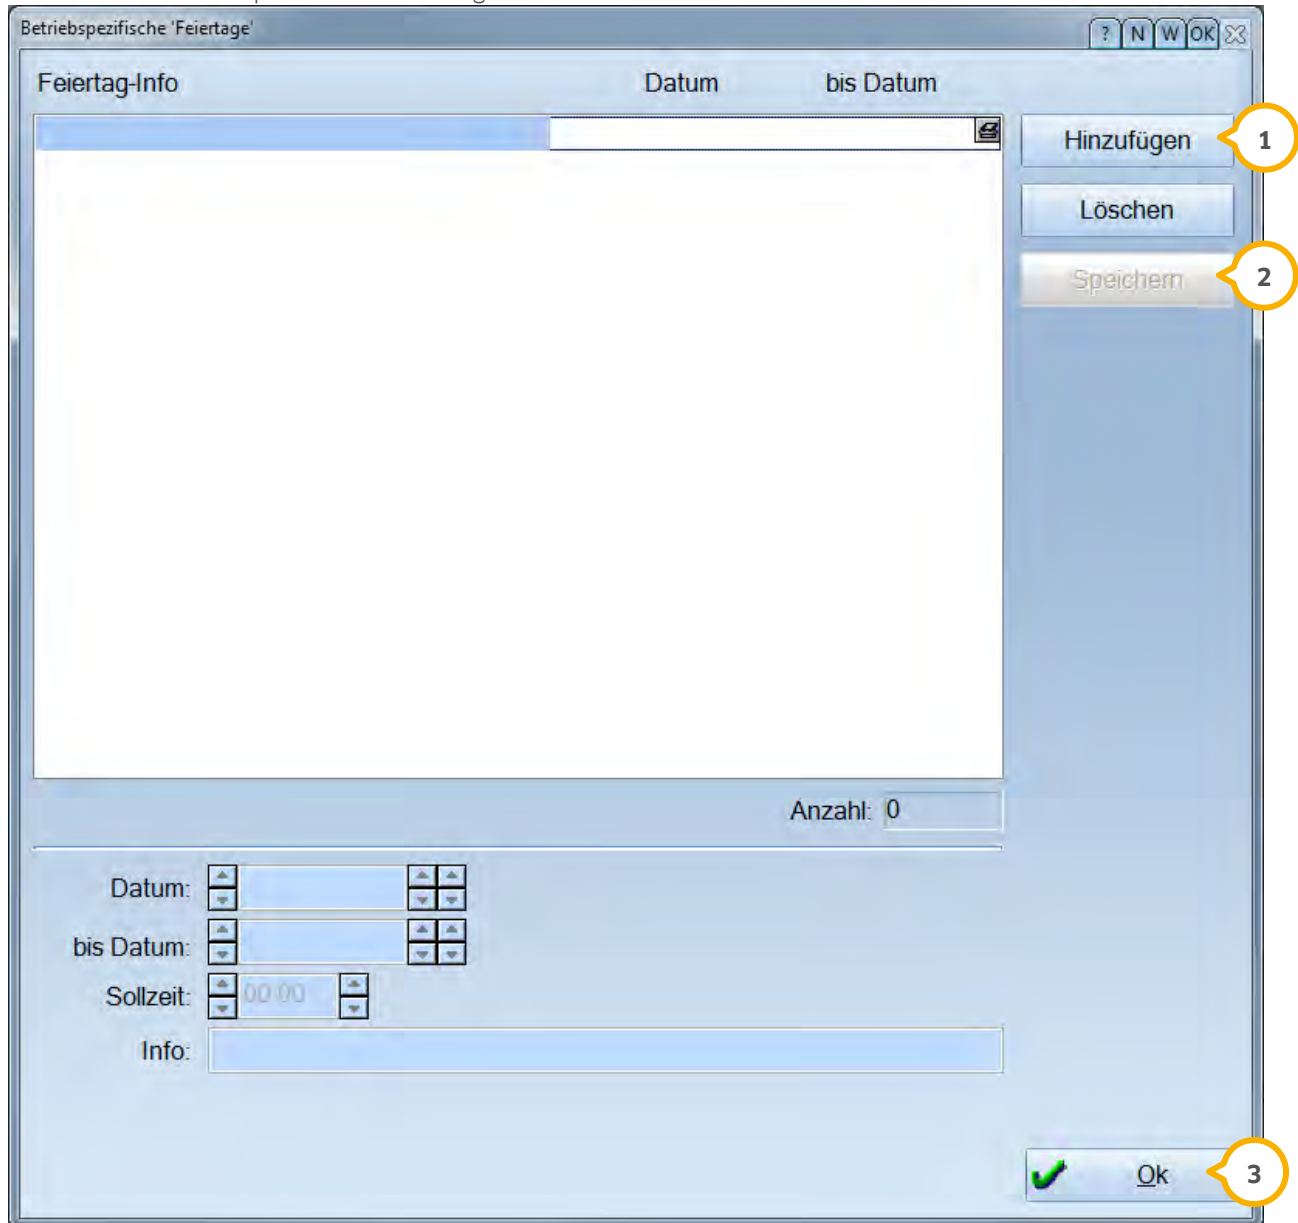 Betriebspezifische 'Feiertage'
? N W OK
Feiertag-Info Datum bis Datum
Hinzufügen 1
Löschen
Speichern 2
Anzahl: 0
Datum:
bis Datum:
Sollzeit: 00:00
Info:
Ok 3